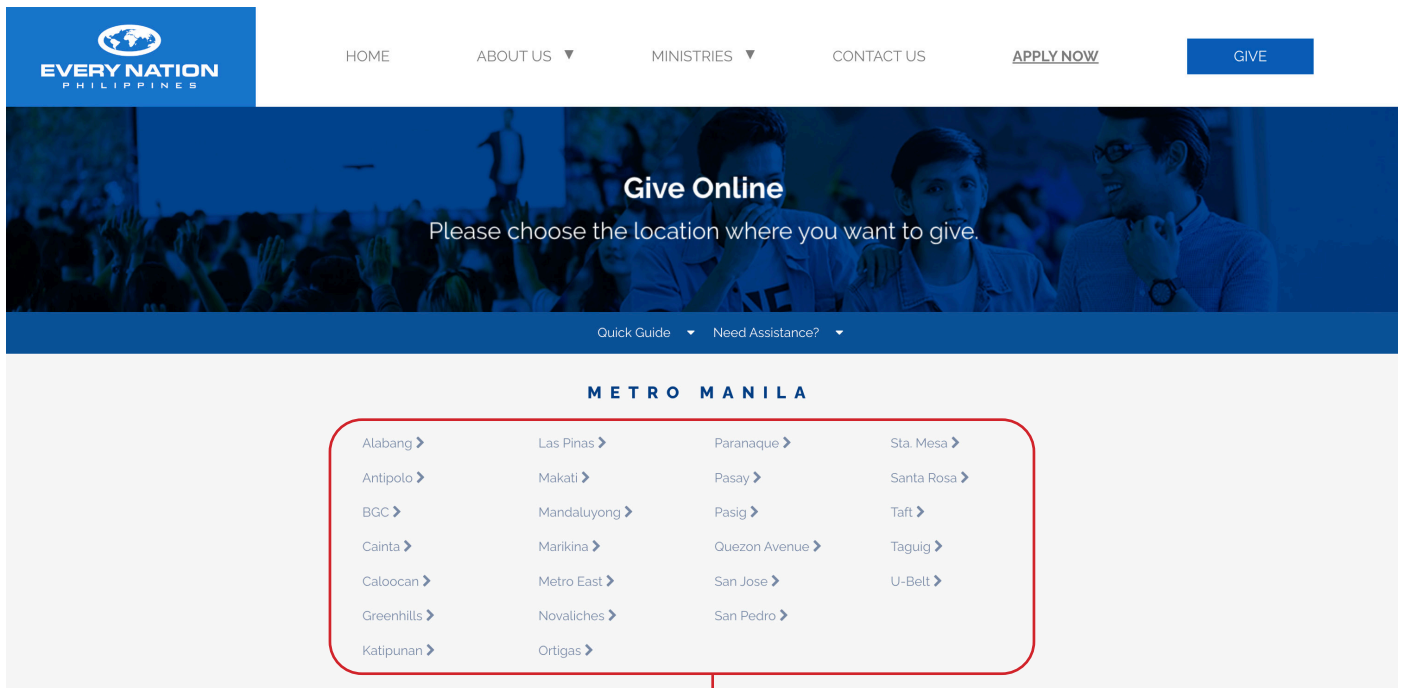 EVERY NATION
PHILIPPINES
HOME ABOUT US ▼ MINISTRIES ▼ CONTACT US APPLY NOW GIVE
Give Online
Please choose the location where you want to give.
Quick Guide Need Assistance?
METRO MANILA
Alabang Las Pinas Paranaque Sta. Mesa
Antipolo Makati Pasay Santa Rosa
BGC Mandaluyong Pasig Taft
Cainta Marikina Quezon Avenue Taguig
Caloocan Metro East San Jose U-Belt
Greenhills Novaliches San Pedro
Katipunan Ortigas